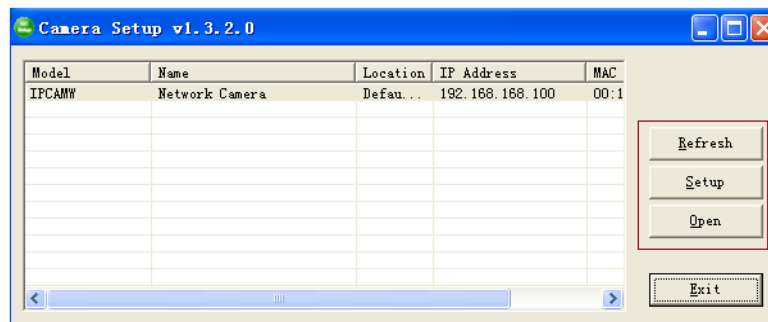 Camera Setup v1.3.2.0
Model Name Location IP Address MAC
IPCAMW Network Camera Defau... 192.168.168.100 00:1
Refresh
Setup
Open
Exit